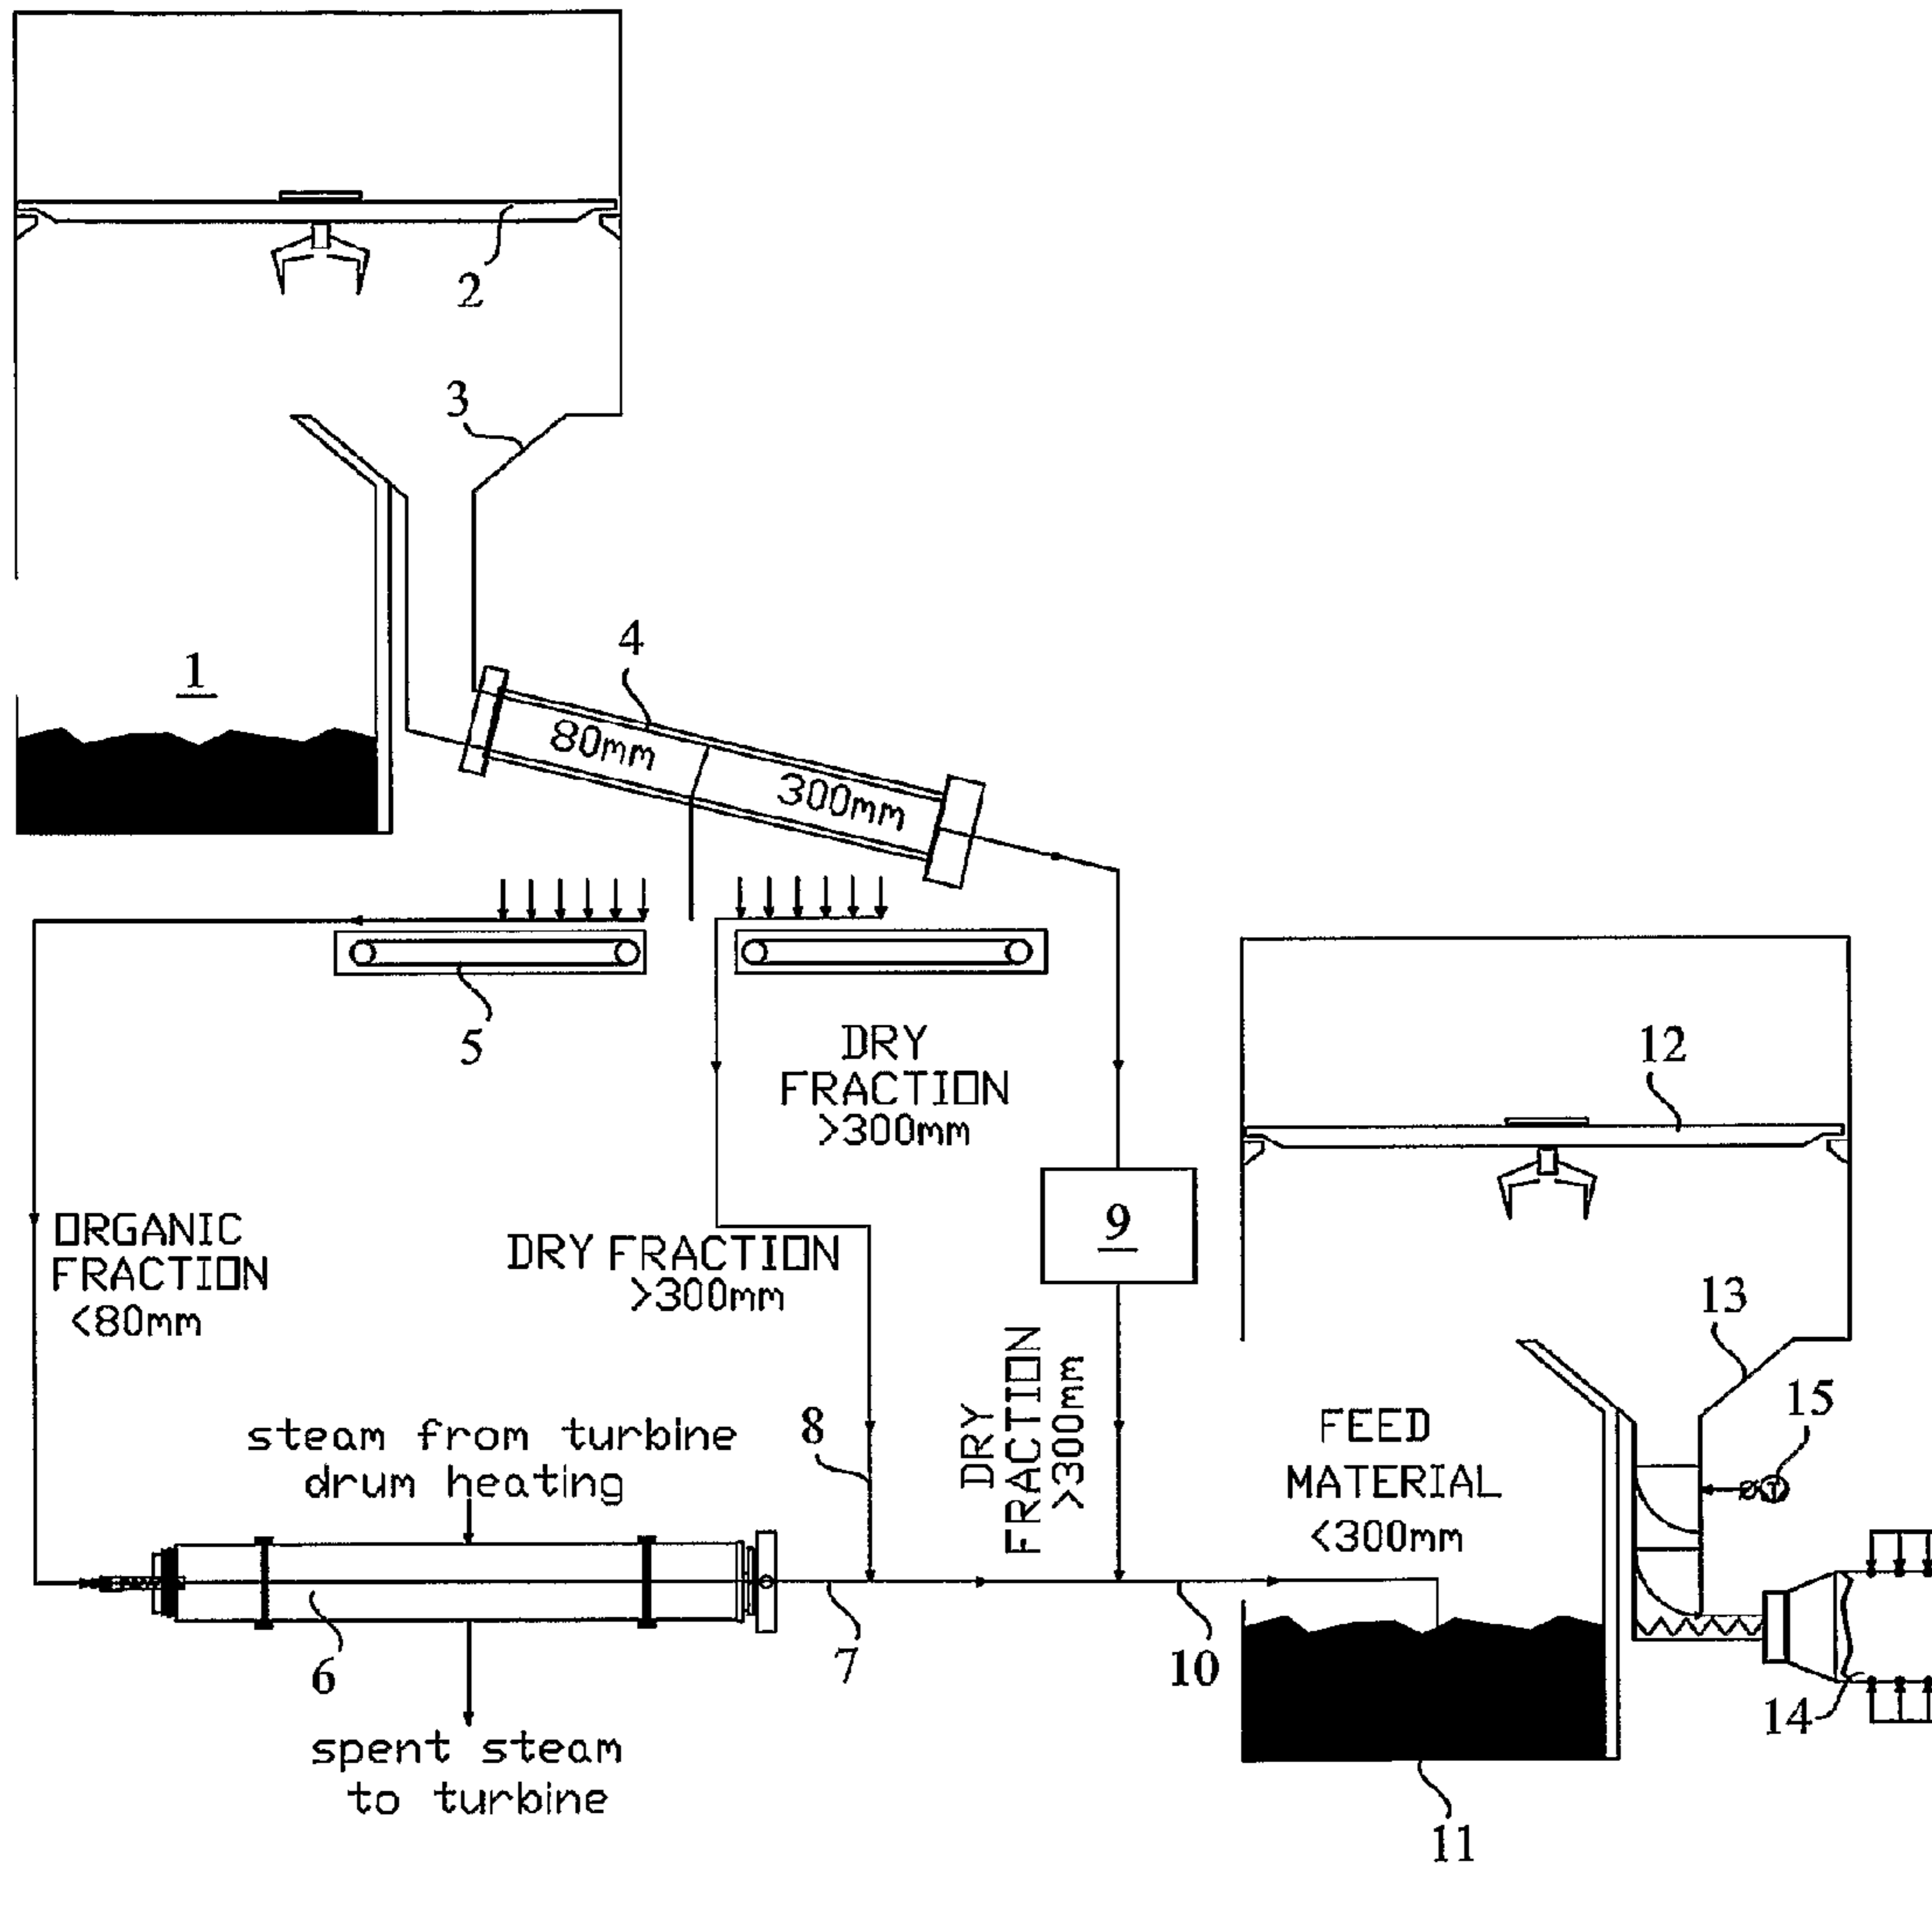 2
3
1
4
80mm
300mm
5
DRY
FRACTION
>300mm
12
ORGANIC
FRACTION
<80mm
DRY FRACTION
>300mm
9
13
15
steam from turbine
drum heating
8
DRY
FRACTION
>300mm
FEED
MATERIAL
<300mm
6
7
10
14
spent steam
to turbine
11